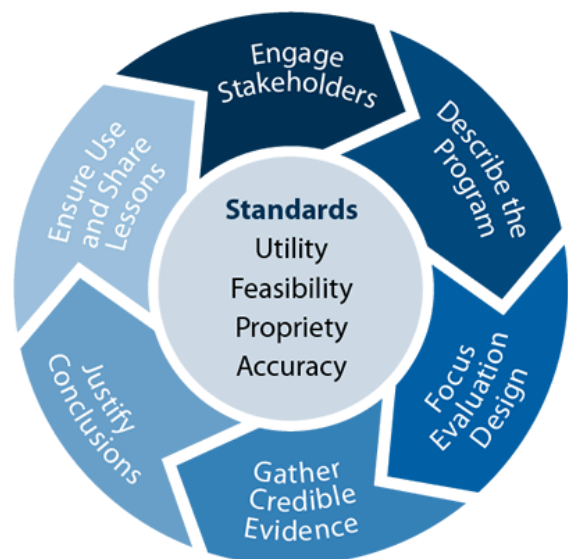 Engage
Stakeholders
Describe the
Program
Focus
Evaluation
Design
Gather
Credible
Evidence
Justify
Conclusions
Ensure Use
and Share
Lessons
Standards
Utility
Feasibility
Propriety
Accuracy